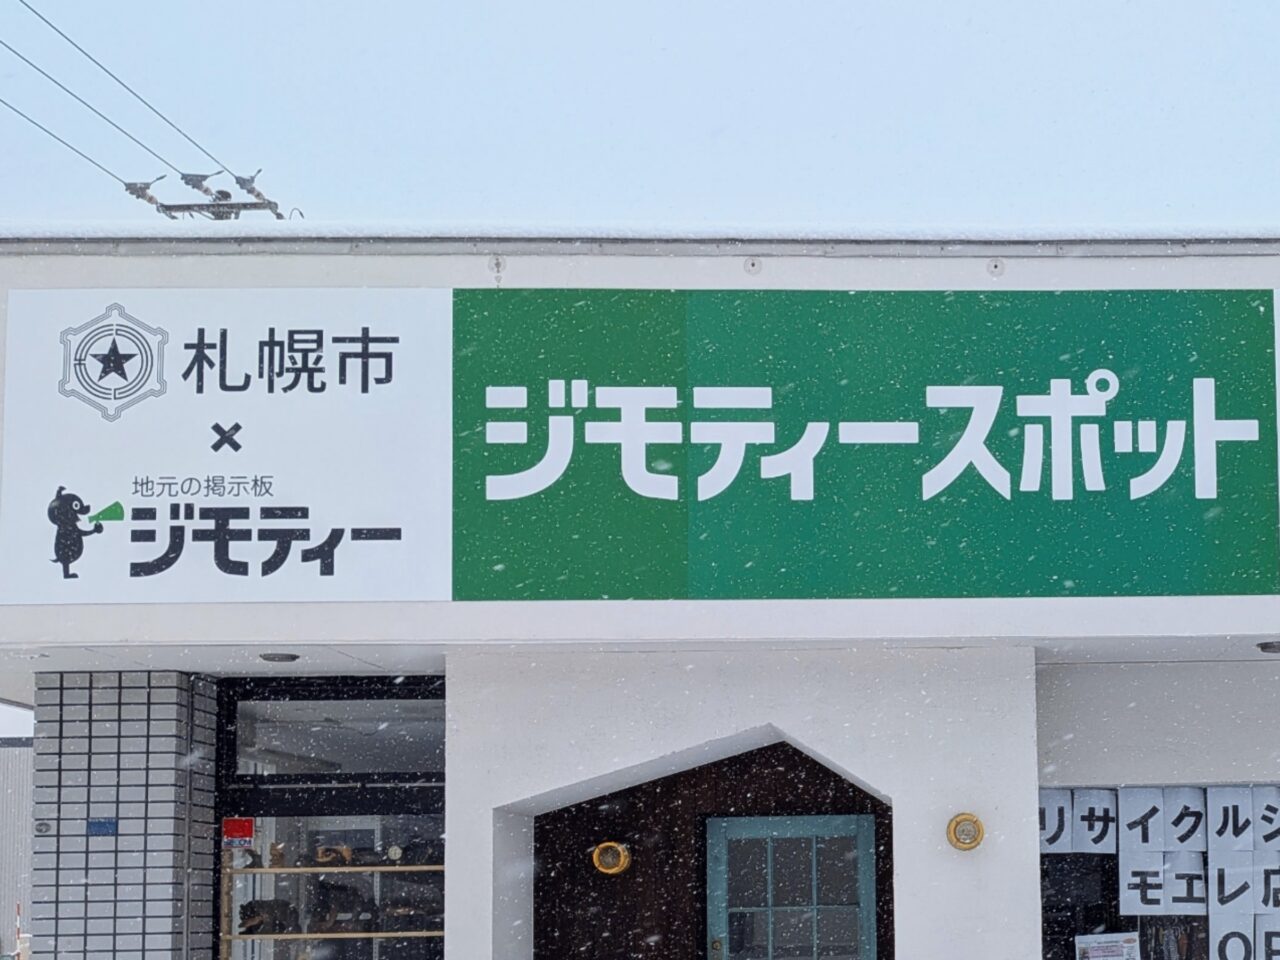 札幌市
×
地元の掲示板
ジモティー
ジモティースポット
リサイクルシ
モエレ店